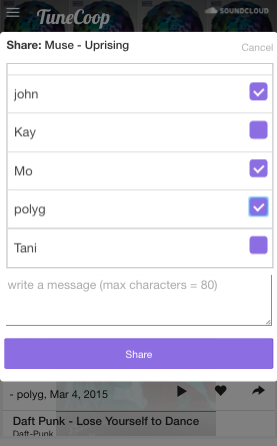 TuneCoop
SOUNDCLOUD
Share: Muse - Uprising
Cancel
john
Kay
Mo
polyg
Tani
write a message (max characters = 80)
Share
- polyg, Mar 4, 2015
Daft Punk - Lose Yourself to Dance
Daft-Punk